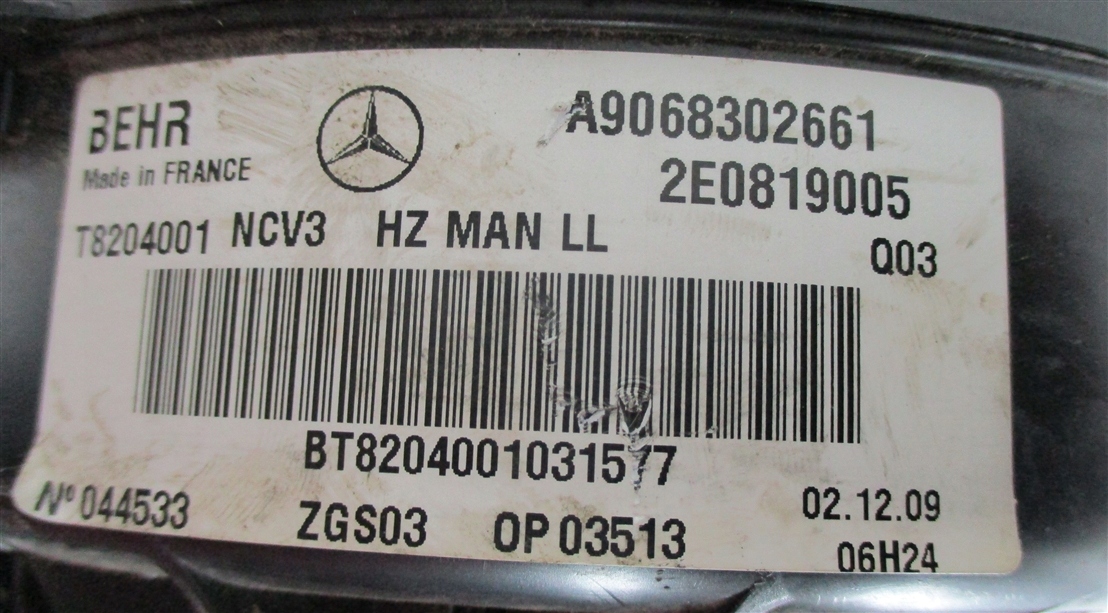 BEHR
Made in FRANCE
A9068302661
2E0819005
T8204001 NCV3 HZ MAN LL
Q03
BT8204001031577
Nº 044533
ZGS03 OP 03513
02.12.09
06H24